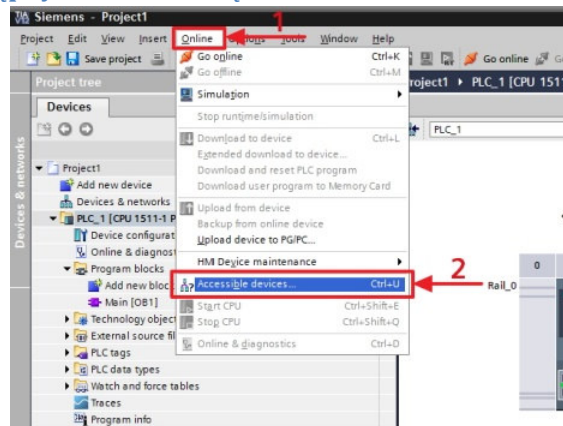 Siemens - Project1
1
Project Edit View Insert Online Tools Window Help
Save project
Go online
Project tree
Devices
Devices & networks
Project1
Add new device
Devices & networks
PLC_1 [CPU 1511-1 P
Device configurat
Online & diagnost
Program blocks
Add new bloc
Main [OB1]
Technology object
External source fil
PLC tags
PLC data types
Watch and force tables
Traces
Program info
Go online Ctrl+K
Go offline Ctrl+M
Simulation
Stop runtime/simulation
Download to device Ctrl+L
Extended download to device...
Download and reset PLC program
Download user program to Memory Card
Upload from device
Backup from online device
Upload device to PG/PC...
HMI Device maintenance
Accessible devices... Ctrl+U
Start CPU Ctrl+Shift+E
Stop CPU Ctrl+Shift+Q
Online & diagnostics Ctrl+D
roject1 PLC_1 [CPU 151
PLC_1
2
0
Rail_0